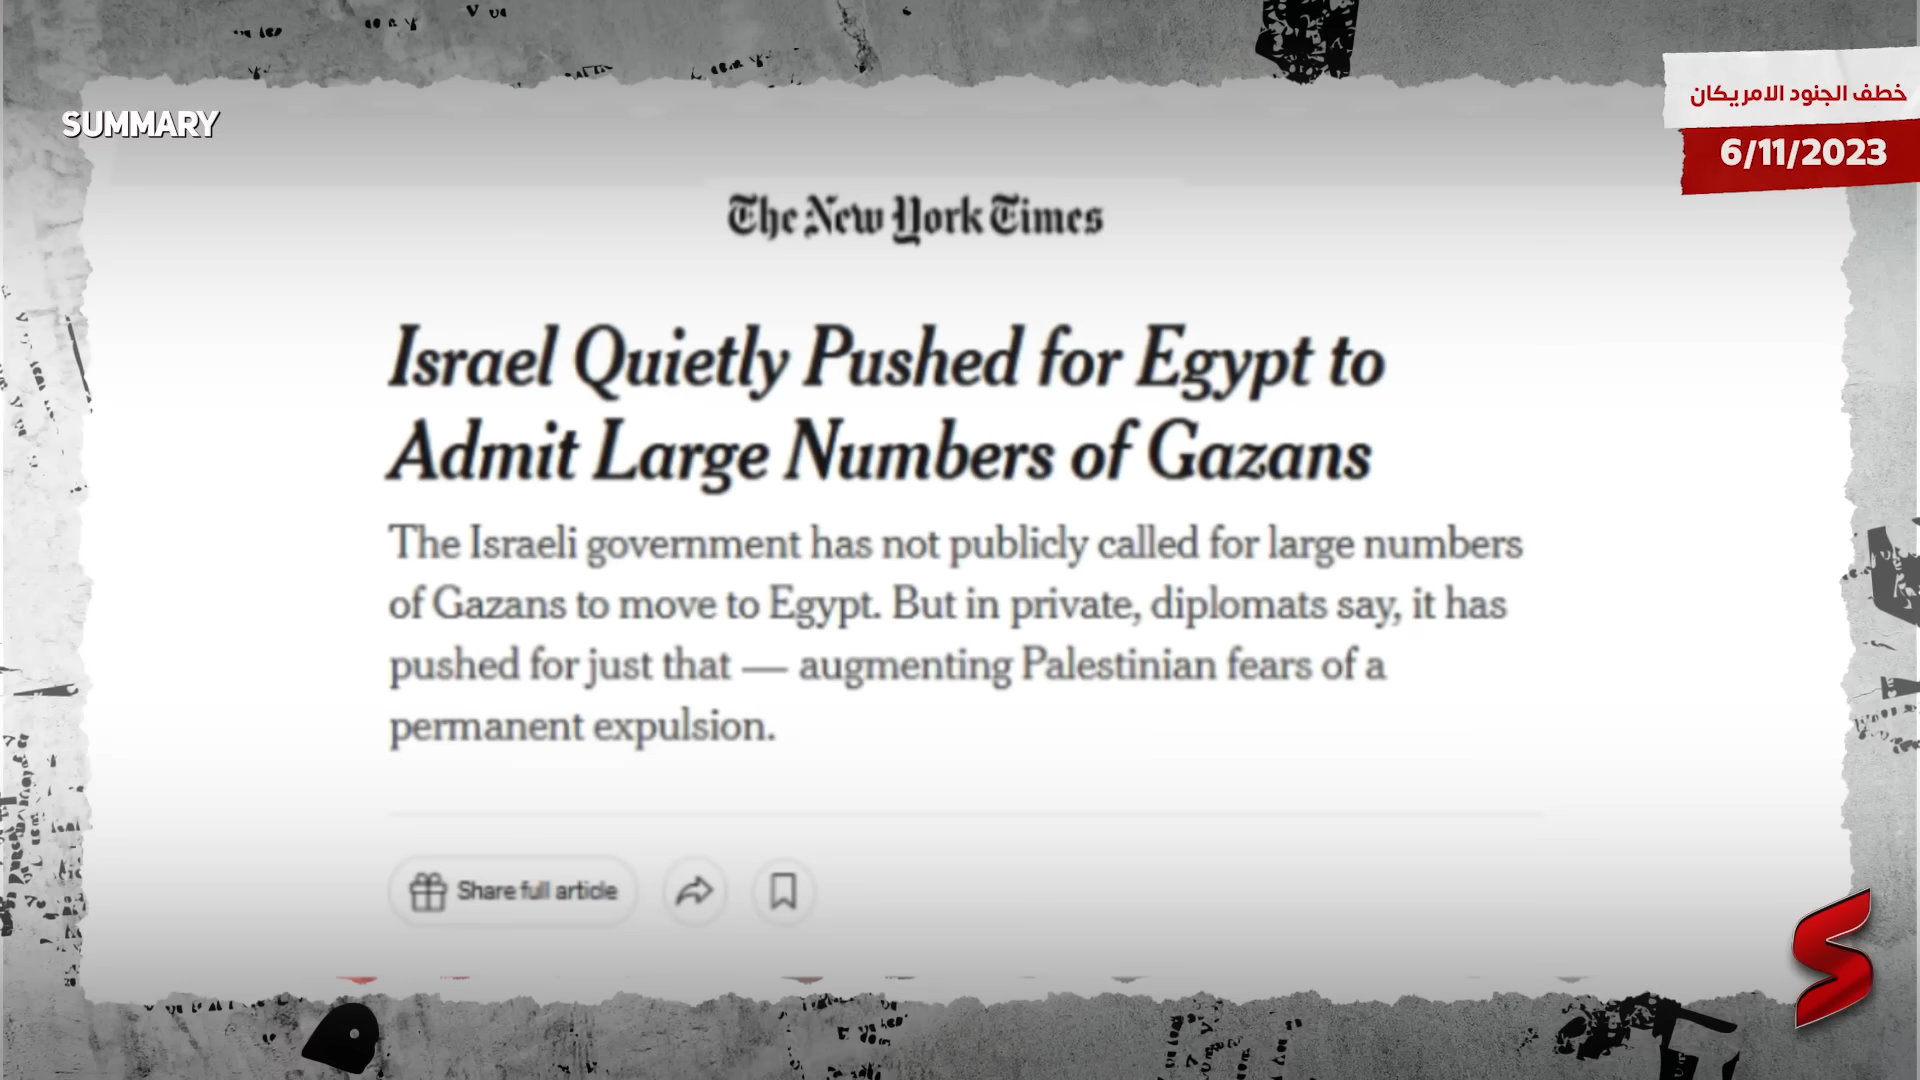 SUMMARY
خطف الجنود الامريكان
6/11/2023
The New York Times
Israel Quietly Pushed for Egypt to
Admit Large Numbers of Gazans
The Israeli government has not publicly called for large numbers
of Gazans to move to Egypt. But in private, diplomats say, it has
pushed for just that — augmenting Palestinian fears of a
permanent expulsion.
Share full article